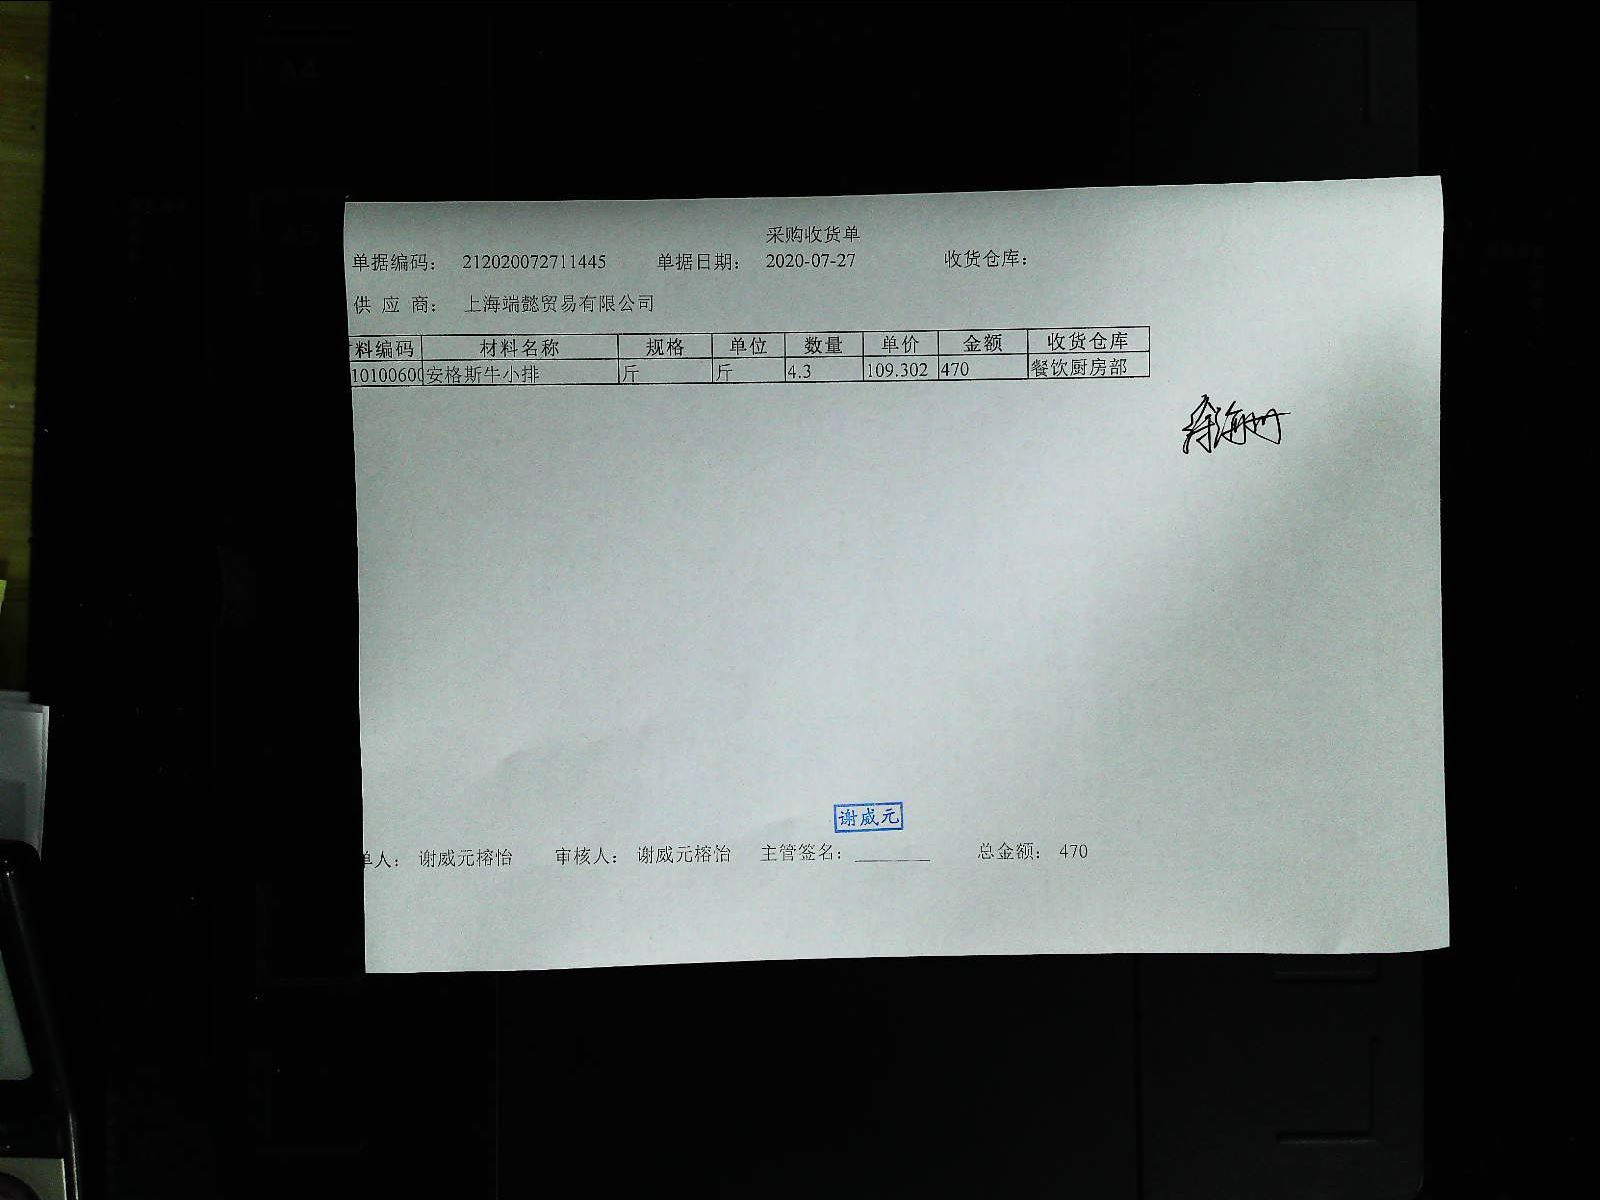 采购收货单
单据编码： 212020072711445 单据日期： 2020-07-27 收货仓库：
供 应 商： 上海端懿贸易有限公司
料编码 材料名称 规格 单位 数量 单价 金额 收货仓库
10100600 安格斯牛小排 斤 斤 4.3 109.302 470 餐饮厨房部
谢威元
单人： 谢威元榕怡 审核人： 谢威元榕怡 主管签名： ________ 总金额： 470